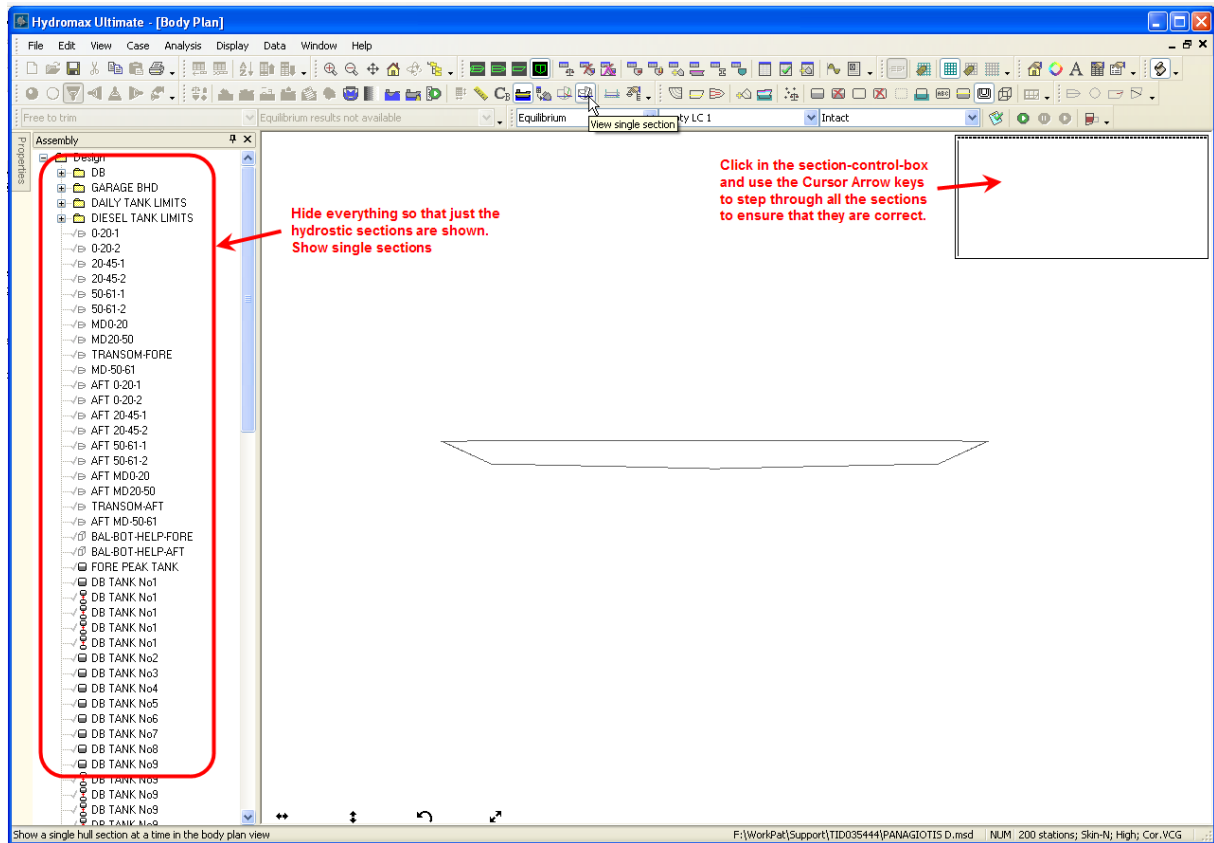 Hydromax Ultimate - [Body Plan]
File Edit View Case Analysis Display Data Window Help
Free to trim
Equilibrium results not available
Equilibrium
ty LC 1
Intact
View single section
Properties
Assembly
Design
DB
GARAGE BHD
DAILY TANK LIMITS
DIESEL TANK LIMITS
0-20-1
0-20-2
20-45-1
20-45-2
50-61-1
50-61-2
MD0-20
MD20-50
TRANSOM-FORE
MD-50-61
AFT 0-20-1
AFT 0-20-2
AFT 20-45-1
AFT 20-45-2
AFT 50-61-1
AFT 50-61-2
AFT MD0-20
AFT MD20-50
TRANSOM-AFT
AFT MD-50-61
BAL-BOT-HELP-FORE
BAL-BOT-HELP-AFT
FORE PEAK TANK
DB TANK No1
DB TANK No1
DB TANK No1
DB TANK No1
DB TANK No1
DB TANK No2
DB TANK No3
DB TANK No4
DB TANK No5
DB TANK No6
DB TANK No7
DB TANK No8
DB TANK No9
DB TANK No9
DB TANK No9
DB TANK No9
DB TANK No9
Hide everything so that just the
hydrostic sections are shown.
Show single sections
Click in the section-control-box
and use the Cursor Arrow keys
to step through all the sections
to ensure that they are correct.
Show a single hull section at a time in the body plan view
F:\WorkPat\Support\TID035444\PANAGIOTIS D.msd
NUM
200 stations; Skin-N; High; Cor.VCG